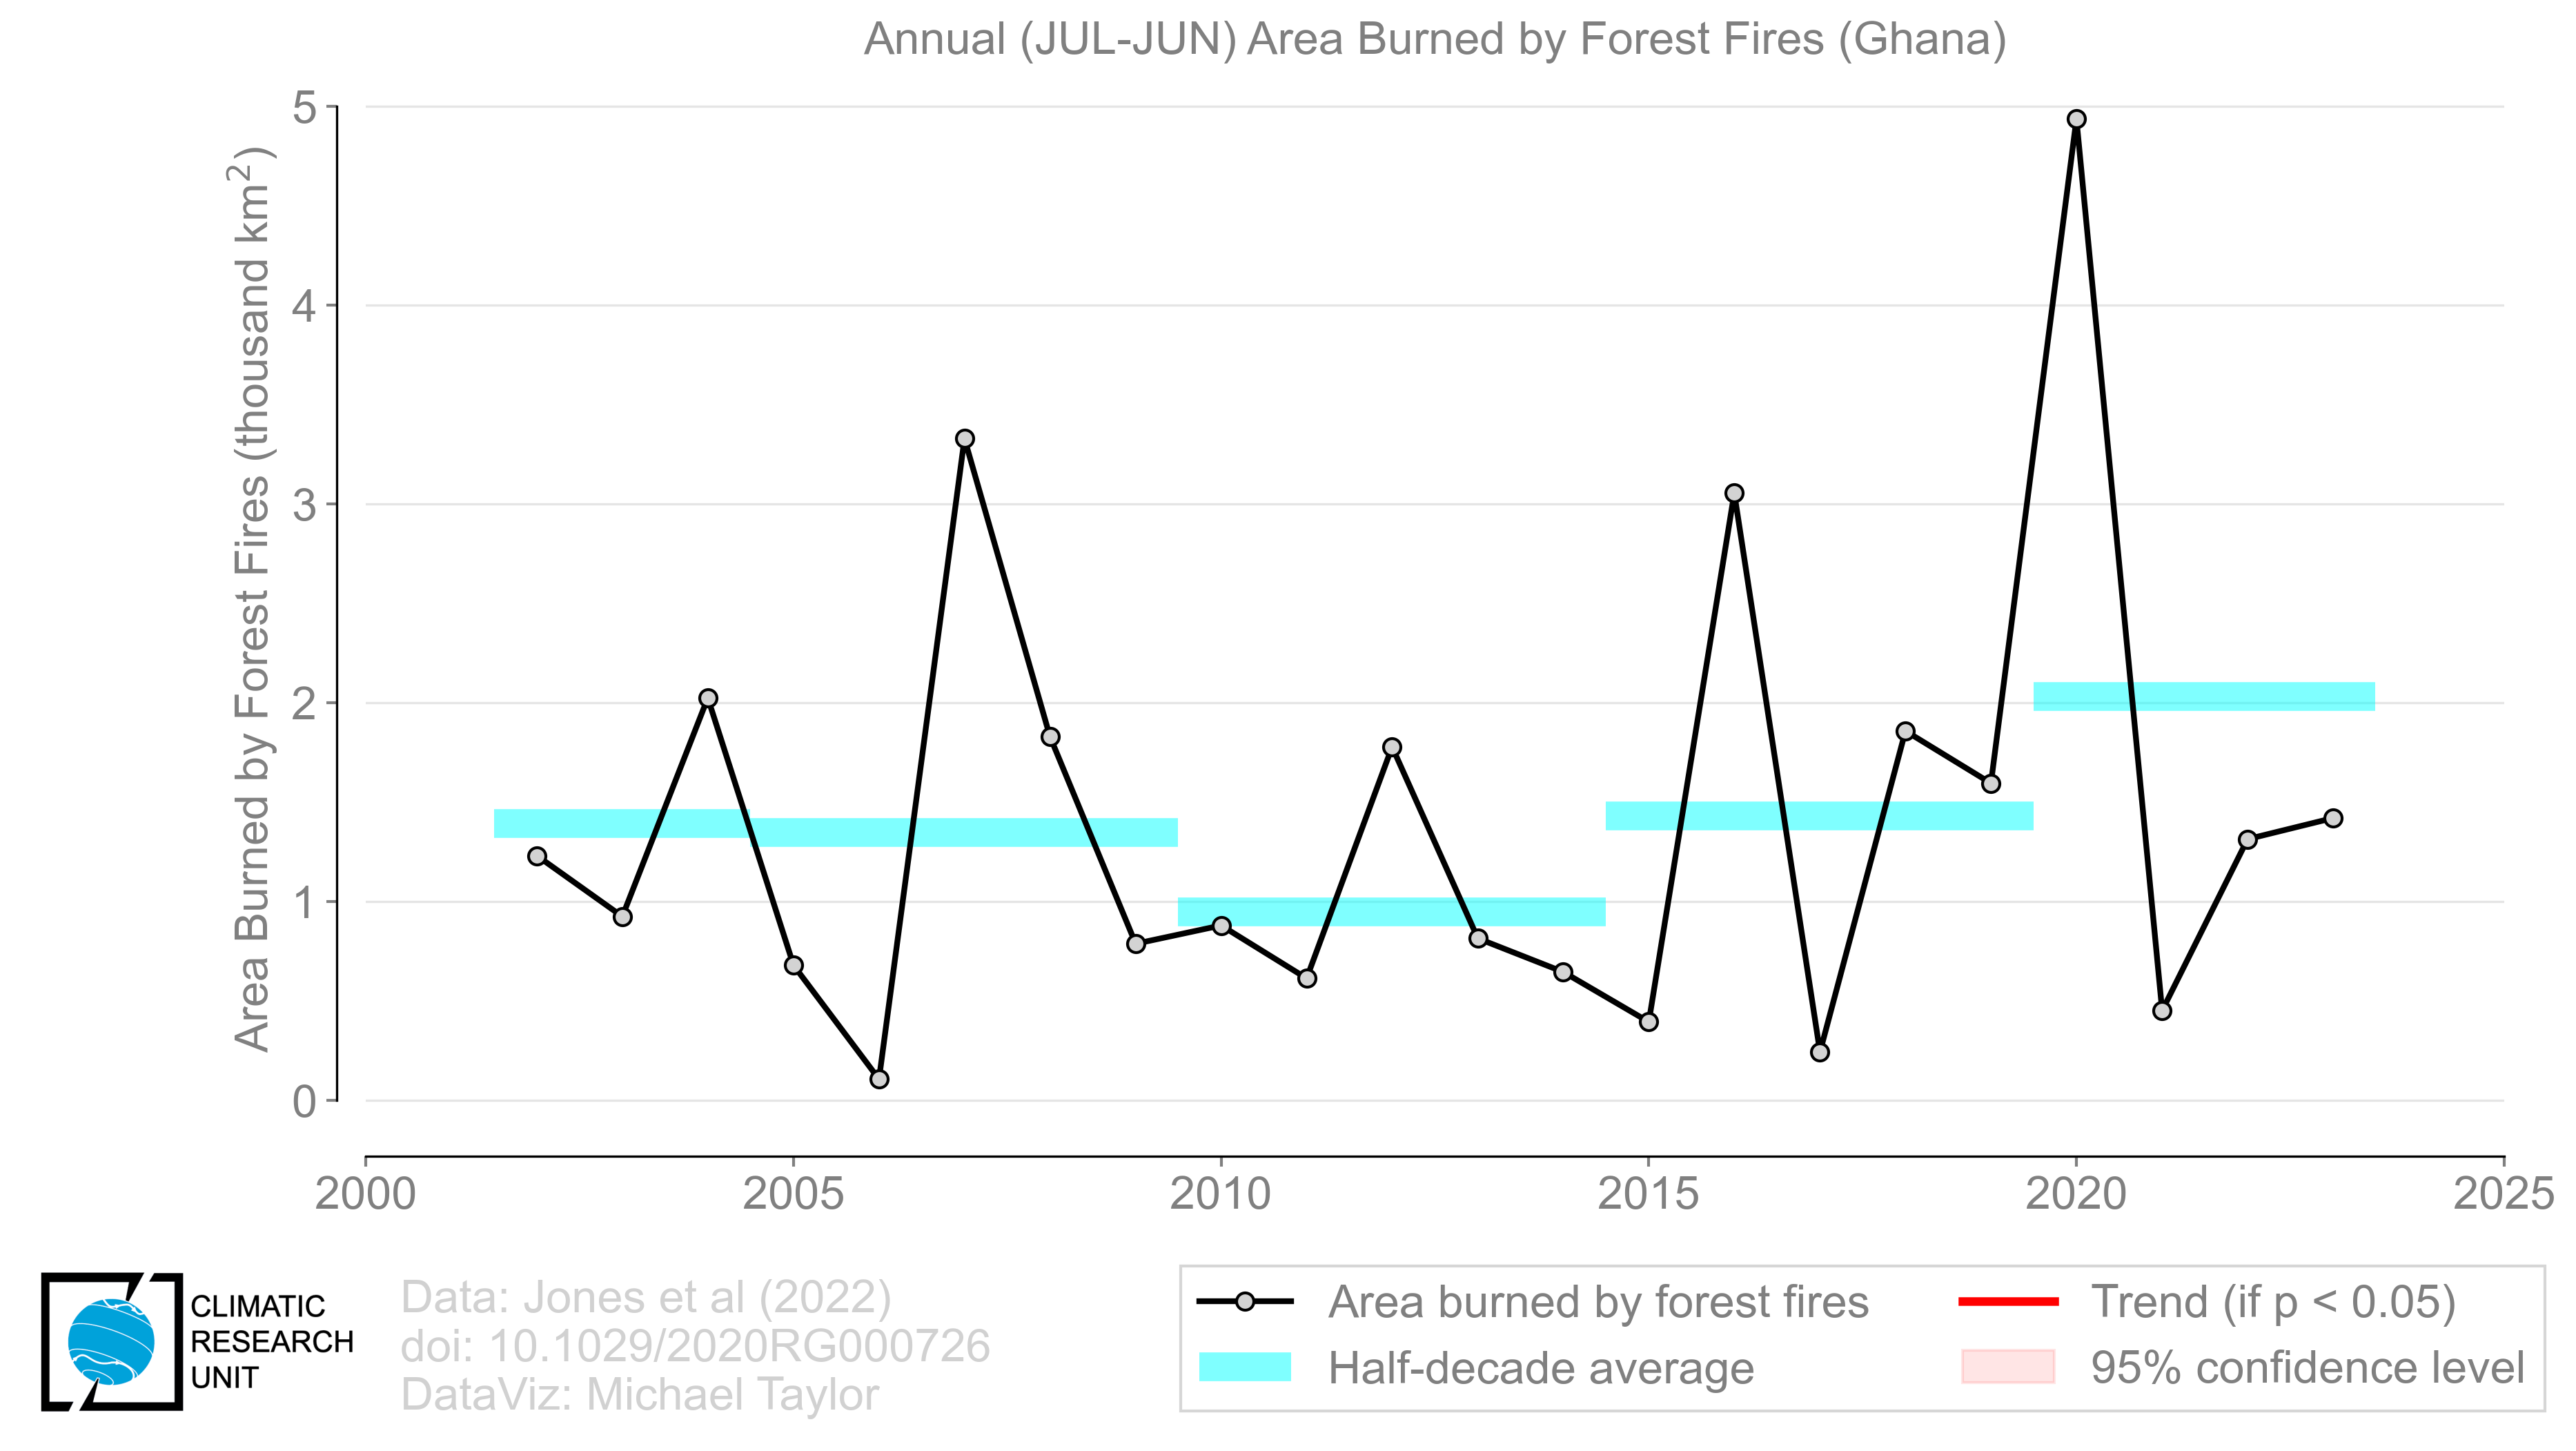 Annual (JUL-JUN) Area Burned by Forest Fires (Ghana)
Area Burned by Forest Fires (thousand km²)
5
4
3
2
1
0
2000 2005 2010 2015 2020 2025
CLIMATIC
RESEARCH
UNIT
Data: Jones et al (2022)
doi: 10.1029/2020RG000726
DataViz: Michael Taylor
Area burned by forest fires
Half-decade average
Trend (if p < 0.05)
95% confidence level